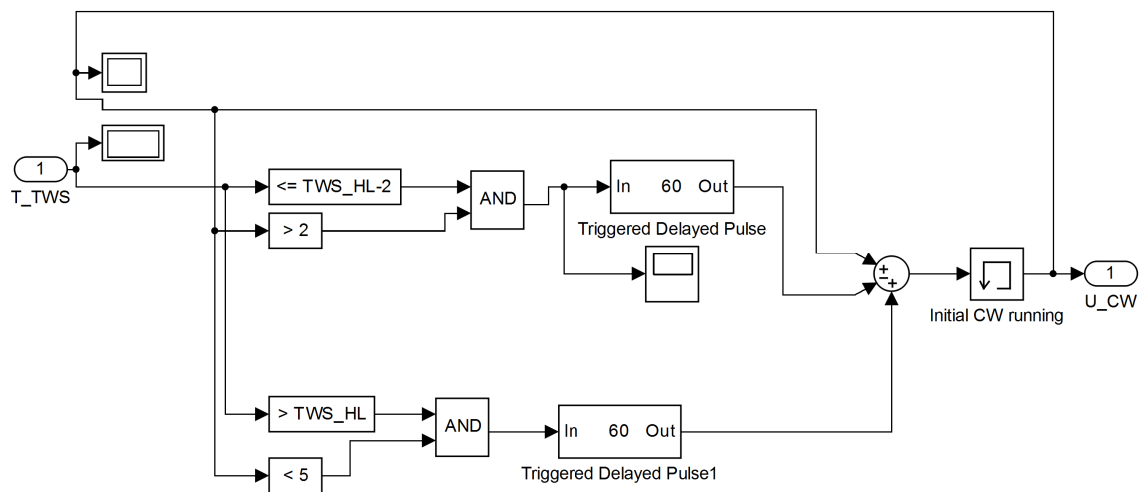 1
T_TWS
<= TWS_HL-2
> 2
AND
In 60 Out
Triggered Delayed Pulse
+
−
+
Initial CW running
1
U_CW
> TWS_HL
< 5
AND
In 60 Out
Triggered Delayed Pulse1